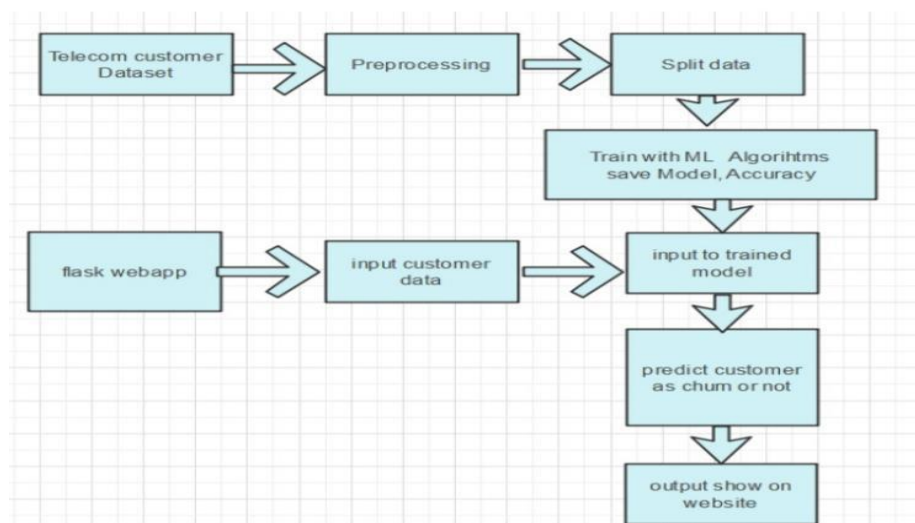 Telecom customer
Dataset
Preprocessing
Split data
Train with ML Algorihtms
save Model, Accuracy
flask webapp
input customer
data
input to trained
model
predict customer
as churn or not
output show on
website